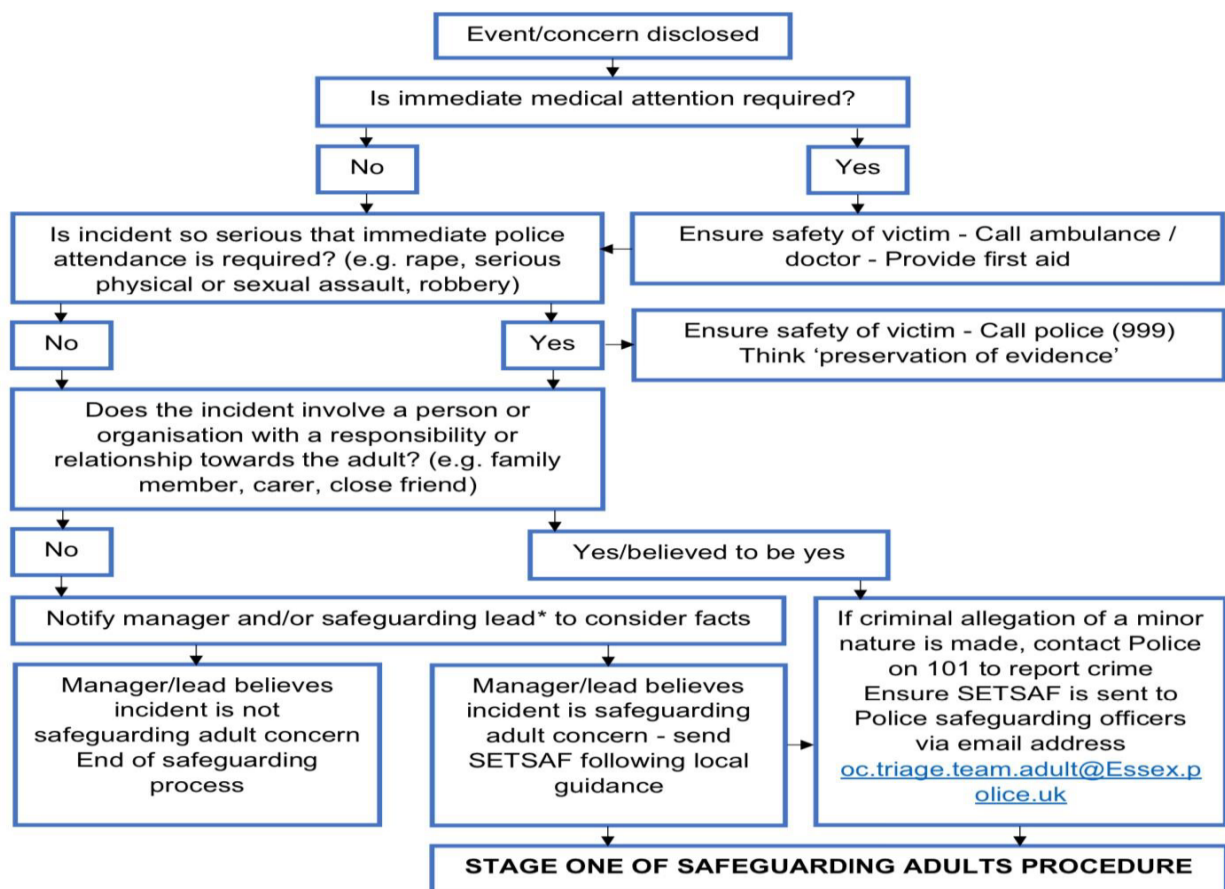 Event/concern disclosed
Is immediate medical attention required?
No
Yes
Is incident so serious that immediate police
attendance is required? (e.g. rape, serious
physical or sexual assault, robbery)
Ensure safety of victim - Call ambulance /
doctor - Provide first aid
No
Yes
Ensure safety of victim - Call police (999)
Think ‘preservation of evidence’
Does the incident involve a person or
organisation with a responsibility or
relationship towards the adult? (e.g. family
member, carer, close friend)
No
Yes/believed to be yes
Notify manager and/or safeguarding lead* to consider facts
Manager/lead believes
incident is not
safeguarding adult concern
End of safeguarding
process
Manager/lead believes
incident is safeguarding
adult concern - send
SETSAF following local
guidance
If criminal allegation of a minor
nature is made, contact Police
on 101 to report crime
Ensure SETSAF is sent to
Police safeguarding officers
via email address
oc.triage.team.adult@Essex.p
olice.uk
STAGE ONE OF SAFEGUARDING ADULTS PROCEDURE